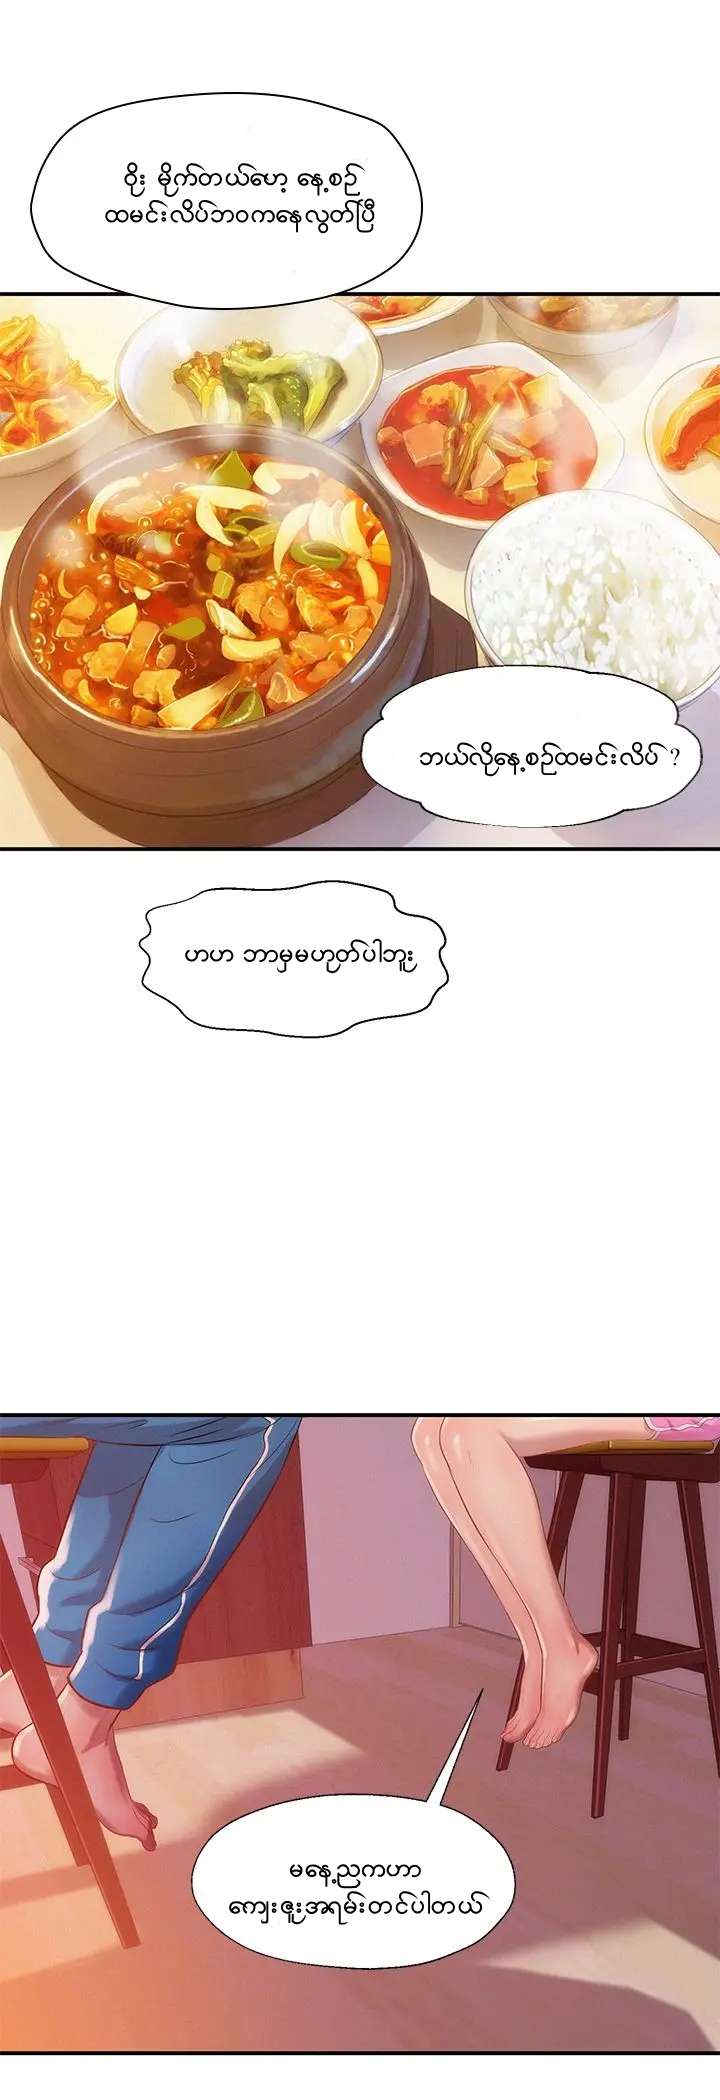 ဝိုး မိုက်တယ်ဟေ့ နေ့စဉ်
ထမင်းလိပ်ဘဝကနေလွတ်ပြီ
ဘယ်လိုနေ့စဉ်ထမင်းလိပ် ?
ဟဟ ဘာမှမဟုတ်ပါဘူး
မနေ့ညကဟာ
ကျေးဇူးအရမ်းတင်ပါတယ်